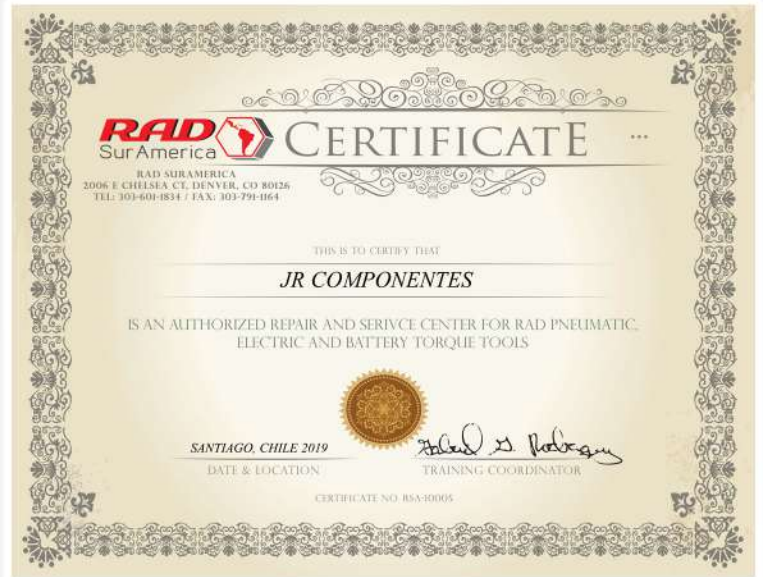 RAD
SurAmerica
CERTIFICATE
RAD SURAMERICA
2006 E CHELSEA CT, DENVER, CO 80126
TEL: 303-601-1834 / FAX: 303-791-1164
THIS IS TO CERTIFY THAT
JR COMPONENTES
IS AN AUTHORIZED REPAIR AND SERIVCE CENTER FOR RAD PNEUMATIC,
ELECTRIC AND BATTERY TORQUE TOOLS
SANTIAGO, CHILE 2019
DATE & LOCATION
TRAINING COORDINATOR
CERTIFICATE NO. RSA-10005